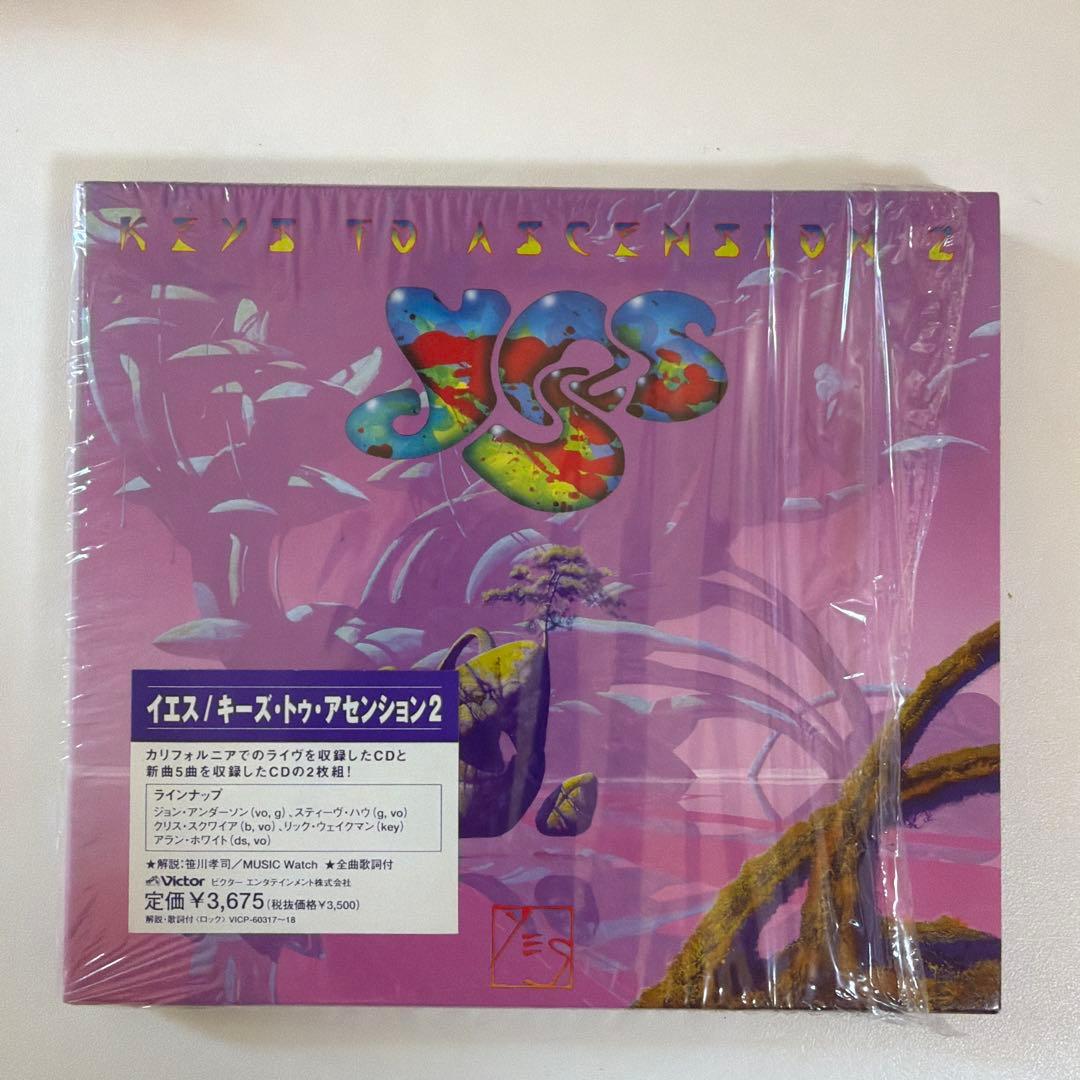 KEYS TO ASCENSION 2
YES
イエス/キーズ・トゥ・アセンション2
カリフォルニアでのライヴを収録したCDと
新曲5曲を収録したCDの2枚組!
ラインナップ
ジョン・アンダーソン(vo, g)、スティーヴ・ハウ(g, vo)
クリス・スクワイア(b, vo)、リック・ウェイクマン(key)
アラン・ホワイト(ds, vo)
★解説:笹川孝司/MUSIC Watch ★全曲歌詞付
Victor ビクター エンタテインメント株式会社
定価¥3,675(税抜価格¥3,500)
解説・歌詞付〈ロック〉VICP-60317〜18
YES